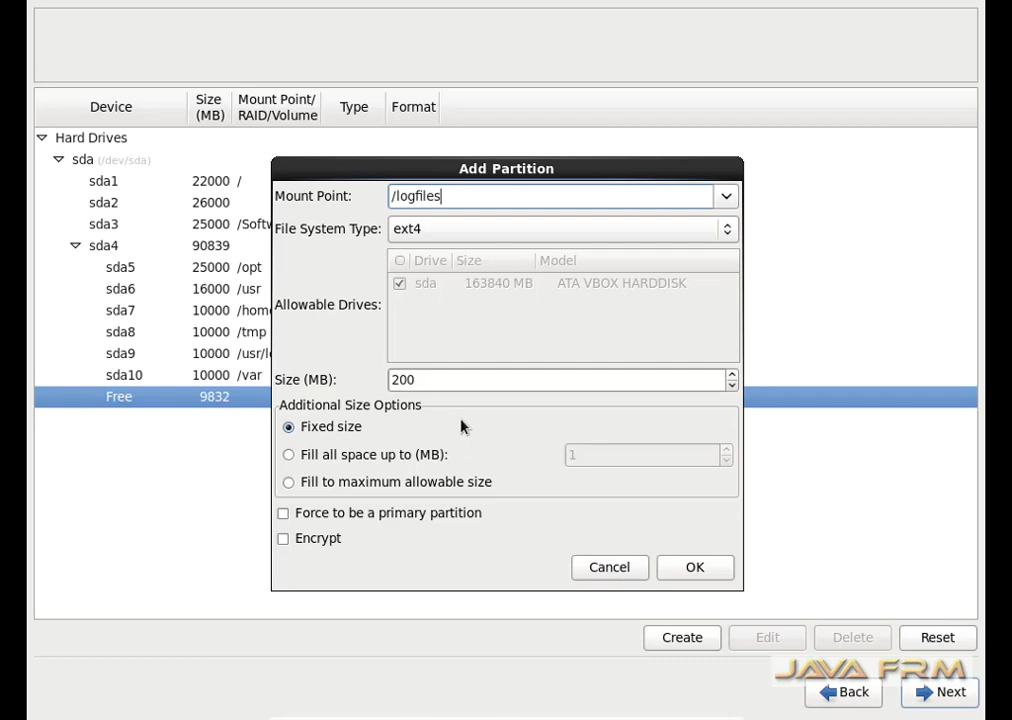 Device Size (MB) Mount Point/ RAID/Volume Type Format
Hard Drives
sda (/dev/sda)
sda1 22000 /
sda2 26000
sda3 25000 /Softw
sda4 90839
sda5 25000 /opt
sda6 16000 /usr
sda7 10000 /home
sda8 10000 /tmp
sda9 10000 /usr/lo
sda10 10000 /var
Free 9832
Add Partition
Mount Point: /logfiles
File System Type: ext4
Allowable Drives:
Drive Size Model
sda 163840 MB ATA VBOX HARDDISK
Size (MB): 200
Additional Size Options
Fixed size
Fill all space up to (MB): 1
Fill to maximum allowable size
Force to be a primary partition
Encrypt
Cancel OK
Create Edit Delete Reset
JAVA FRM
Back Next